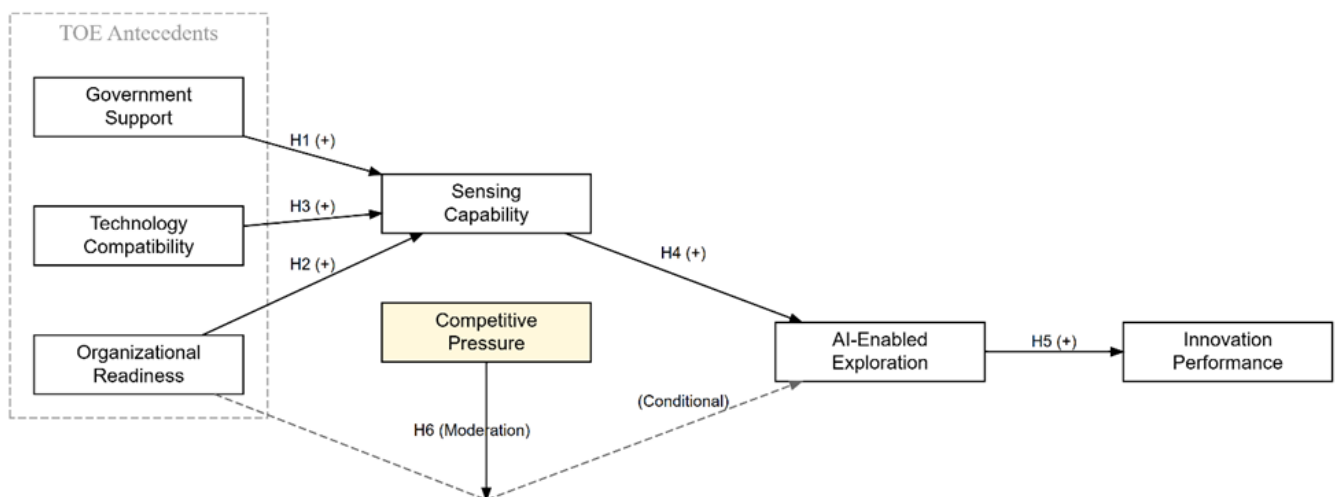 TOE Antecedents
Government
Support
H1 (+)
Technology
Compatibility
H3 (+)
H2 (+)
Organizational
Readiness
Sensing
Capability
H4 (+)
Competitive
Pressure
H6 (Moderation)
(Conditional)
AI-Enabled
Exploration
H5 (+)
Innovation
Performance